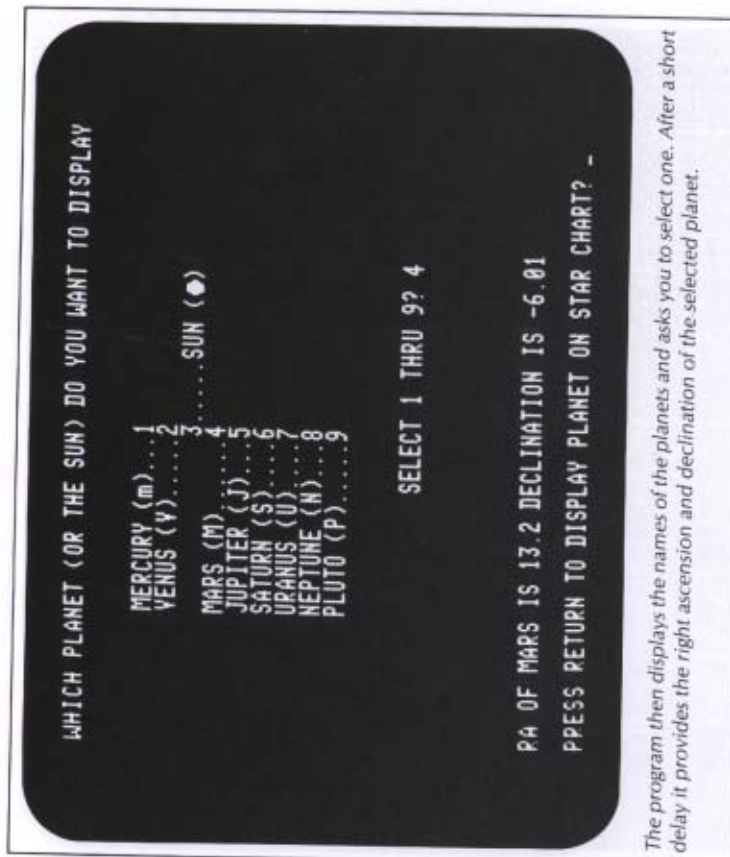 WHICH PLANET (OR THE SUN) DO YOU WANT TO DISPLAY
MERCURY (m)...1
VENUS (V).....2
3.....SUN (⬢)
MARS (M)......4
JUPITER (J)...5
SATURN (S)....6
URANUS (U)....7
NEPTUNE (N)...8
PLUTO (P).....9
SELECT 1 THRU 9? 4
RA OF MARS IS 13.2 DECLINATION IS -6.01
PPESS RETURN TO DISPLAY PLANET ON STAR CHART? -
The program then displays the names of the planets and asks you to select one. After a short
delay it provides the right ascension and declination of the selected planet.